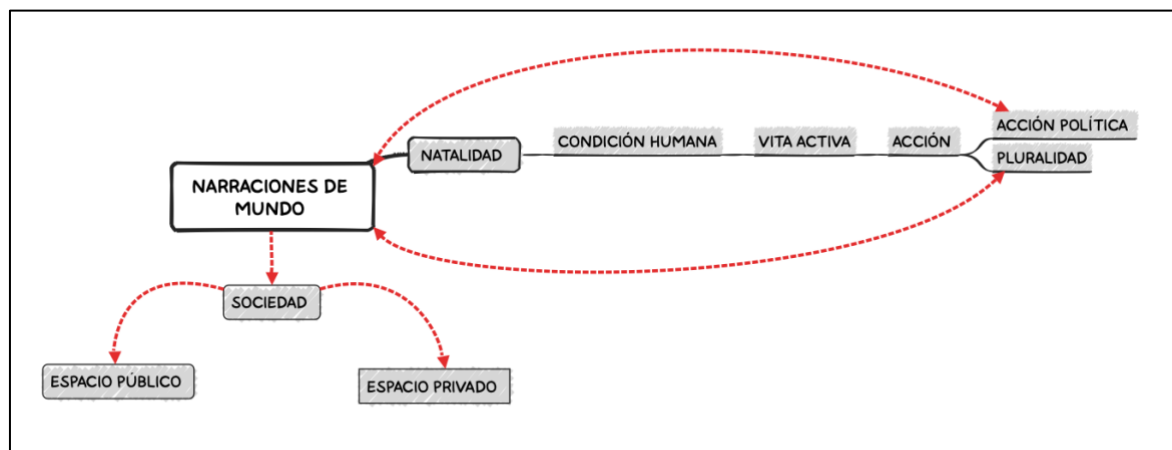 ACCIÓN POLÍTICA
NATALIDAD
CONDICIÓN HUMANA
VITA ACTIVA
ACCIÓN
PLURALIDAD
NARRACIONES DE
MUNDO
SOCIEDAD
ESPACIO PÚBLICO
ESPACIO PRIVADO